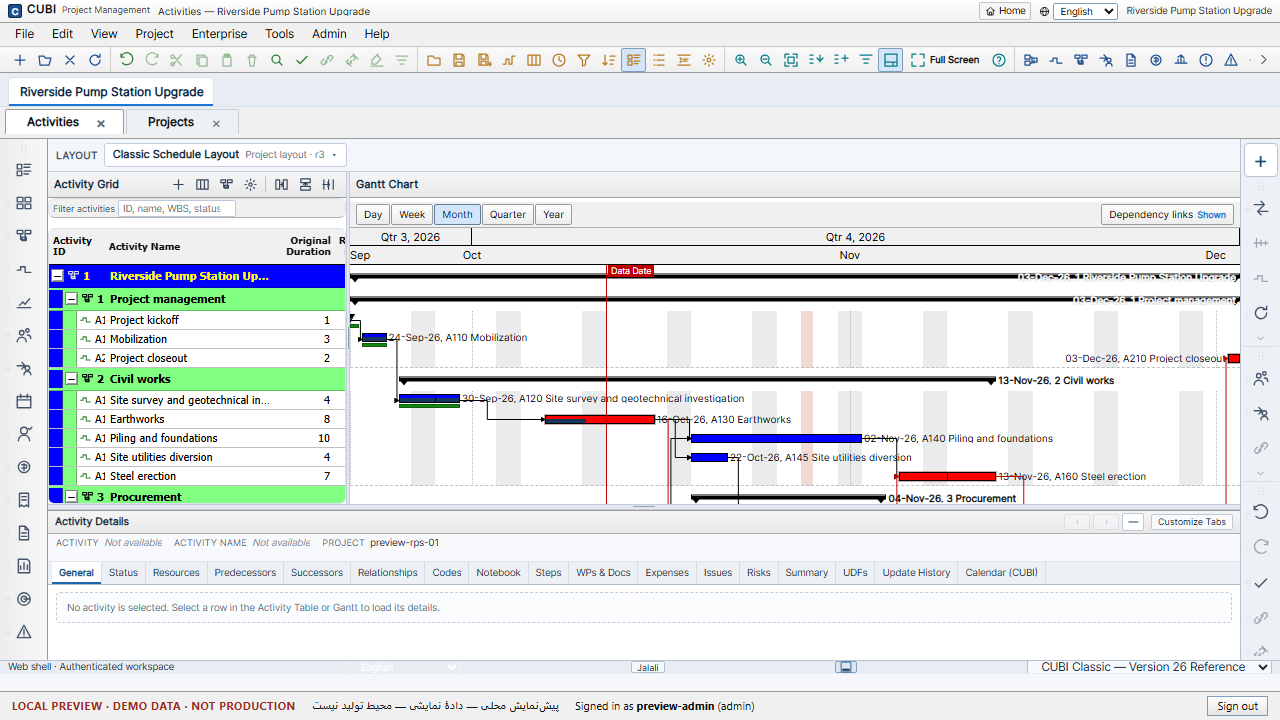 CUBI Project Management Activities — Riverside Pump Station Upgrade Home English Riverside Pump Station Upgrade
File Edit View Project Enterprise Tools Admin Help
Full Screen
Riverside Pump Station Upgrade
Activities Projects
LAYOUT Classic Schedule Layout Project layout · r3
Activity Grid
Gantt Chart
Filter activities ID, name, WBS, status
Day Week Month Quarter Year Dependency links Shown
Activity ID Activity Name Original Duration R
Qtr 3, 2026 Qtr 4, 2026
Sep Oct Nov Dec
Data Date
1 Riverside Pump Station Up...
03-Dec-26, 1 Riverside Pump Station Upgrade
1 Project management
03-Dec-26, 1 Project management
A1 Project kickoff 1
A1 Mobilization 3
24-Sep-26, A110 Mobilization
A2 Project closeout 2
03-Dec-26, A210 Project closeout
2 Civil works
13-Nov-26, 2 Civil works
A1 Site survey and geotechnical in... 4
30-Sep-26, A120 Site survey and geotechnical investigation
A1 Earthworks 8
16-Oct-26, A130 Earthworks
A1 Piling and foundations 10
02-Nov-26, A140 Piling and foundations
A1 Site utilities diversion 4
22-Oct-26, A145 Site utilities diversion
A1 Steel erection 7
13-Nov-26, A160 Steel erection
3 Procurement
04-Nov-26, 3 Procurement
Activity Details
Customize Tabs
ACTIVITY Not available ACTIVITY NAME Not available PROJECT preview-rps-01
General Status Resources Predecessors Successors Relationships Codes Notebook Steps WPs & Docs Expenses Issues Risks Summary UDFs Update History Calendar (CUBI)
No activity is selected. Select a row in the Activity Table or Gantt to load its details.
Web shell · Authenticated workspace English Jalali CUBI Classic — Version 26 Reference
LOCAL PREVIEW · DEMO DATA · NOT PRODUCTION پیش‌نمایش محلی — دادهٔ نمایشی — محیط تولید نیست Signed in as preview-admin (admin) Sign out